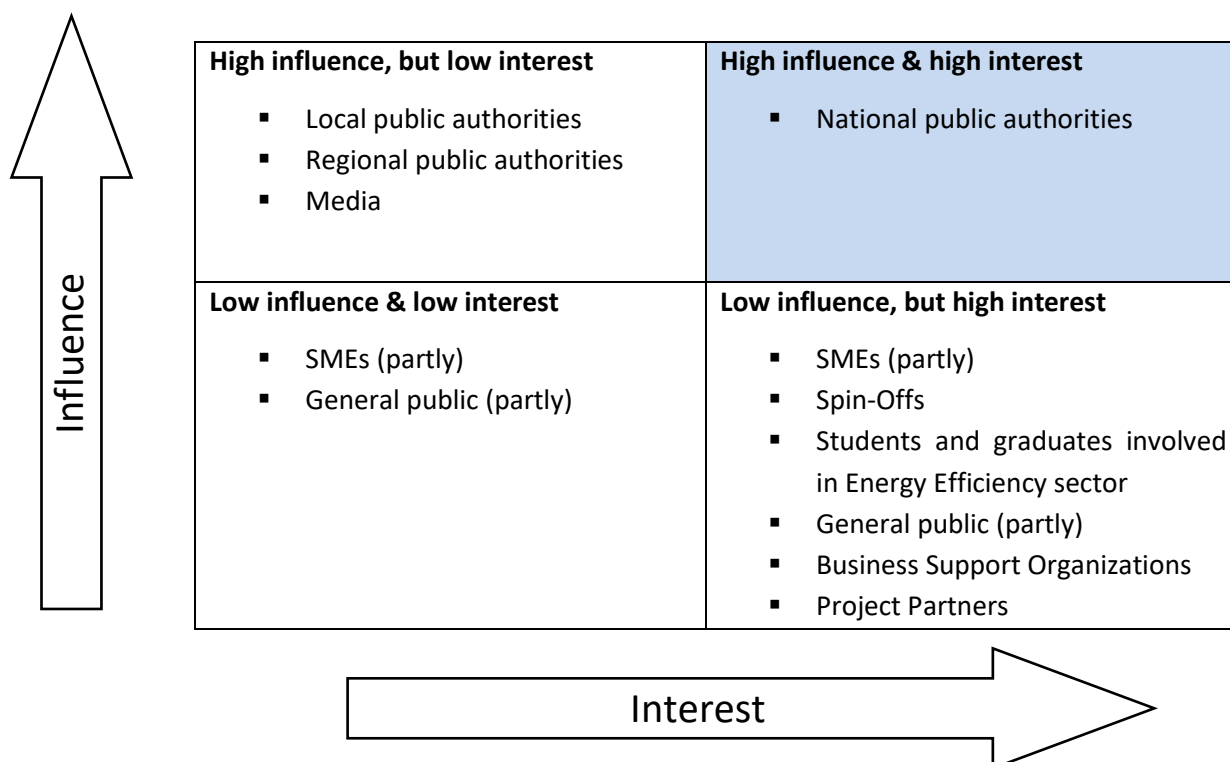 High influence, but low interest
▪ Local public authorities
▪ Regional public authorities
▪ Media
High influence & high interest
▪ National public authorities
Influence
Low influence & low interest
▪ SMEs (partly)
▪ General public (partly)
Low influence, but high interest
▪ SMEs (partly)
▪ Spin-Offs
▪ Students and graduates involved
in Energy Efficiency sector
▪ General public (partly)
▪ Business Support Organizations
▪ Project Partners
Interest